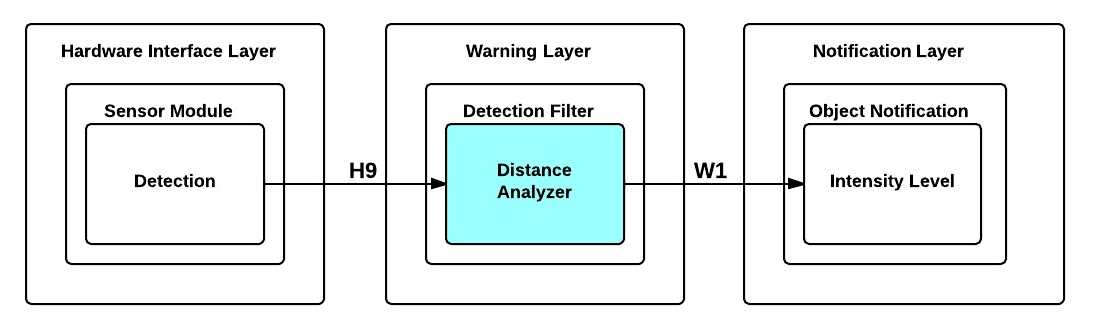 Hardware Interface Layer
Sensor Module
Detection
H9
Warning Layer
Detection Filter
Distance
Analyzer
W1
Notification Layer
Object Notification
Intensity Level